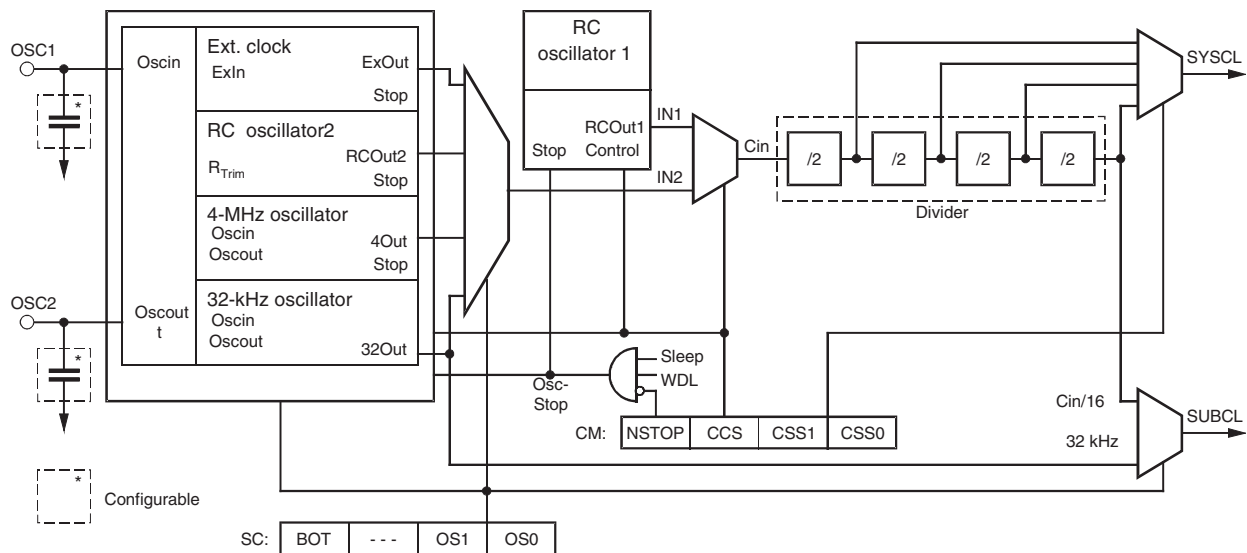 OSC1
Oscin
Ext. clock
ExIn
ExOut
Stop
RC oscillator2
RCOut2
RTrim
Stop
4-MHz oscillator
Oscin
Oscout
4Out
Stop
OSC2
Oscout
t
32-kHz oscillator
Oscin
Oscout
32Out
*
*
*
Configurable
RC
oscillator 1
RCOut1
Stop
Control
IN1
IN2
Cin
/2
/2
/2
/2
Divider
SYSCL
Sleep
WDL
Osc-
Stop
CM:
NSTOP
CCS
CSS1
CSS0
Cin/16
32 kHz
SUBCL
SC:
BOT
- - -
OS1
OS0